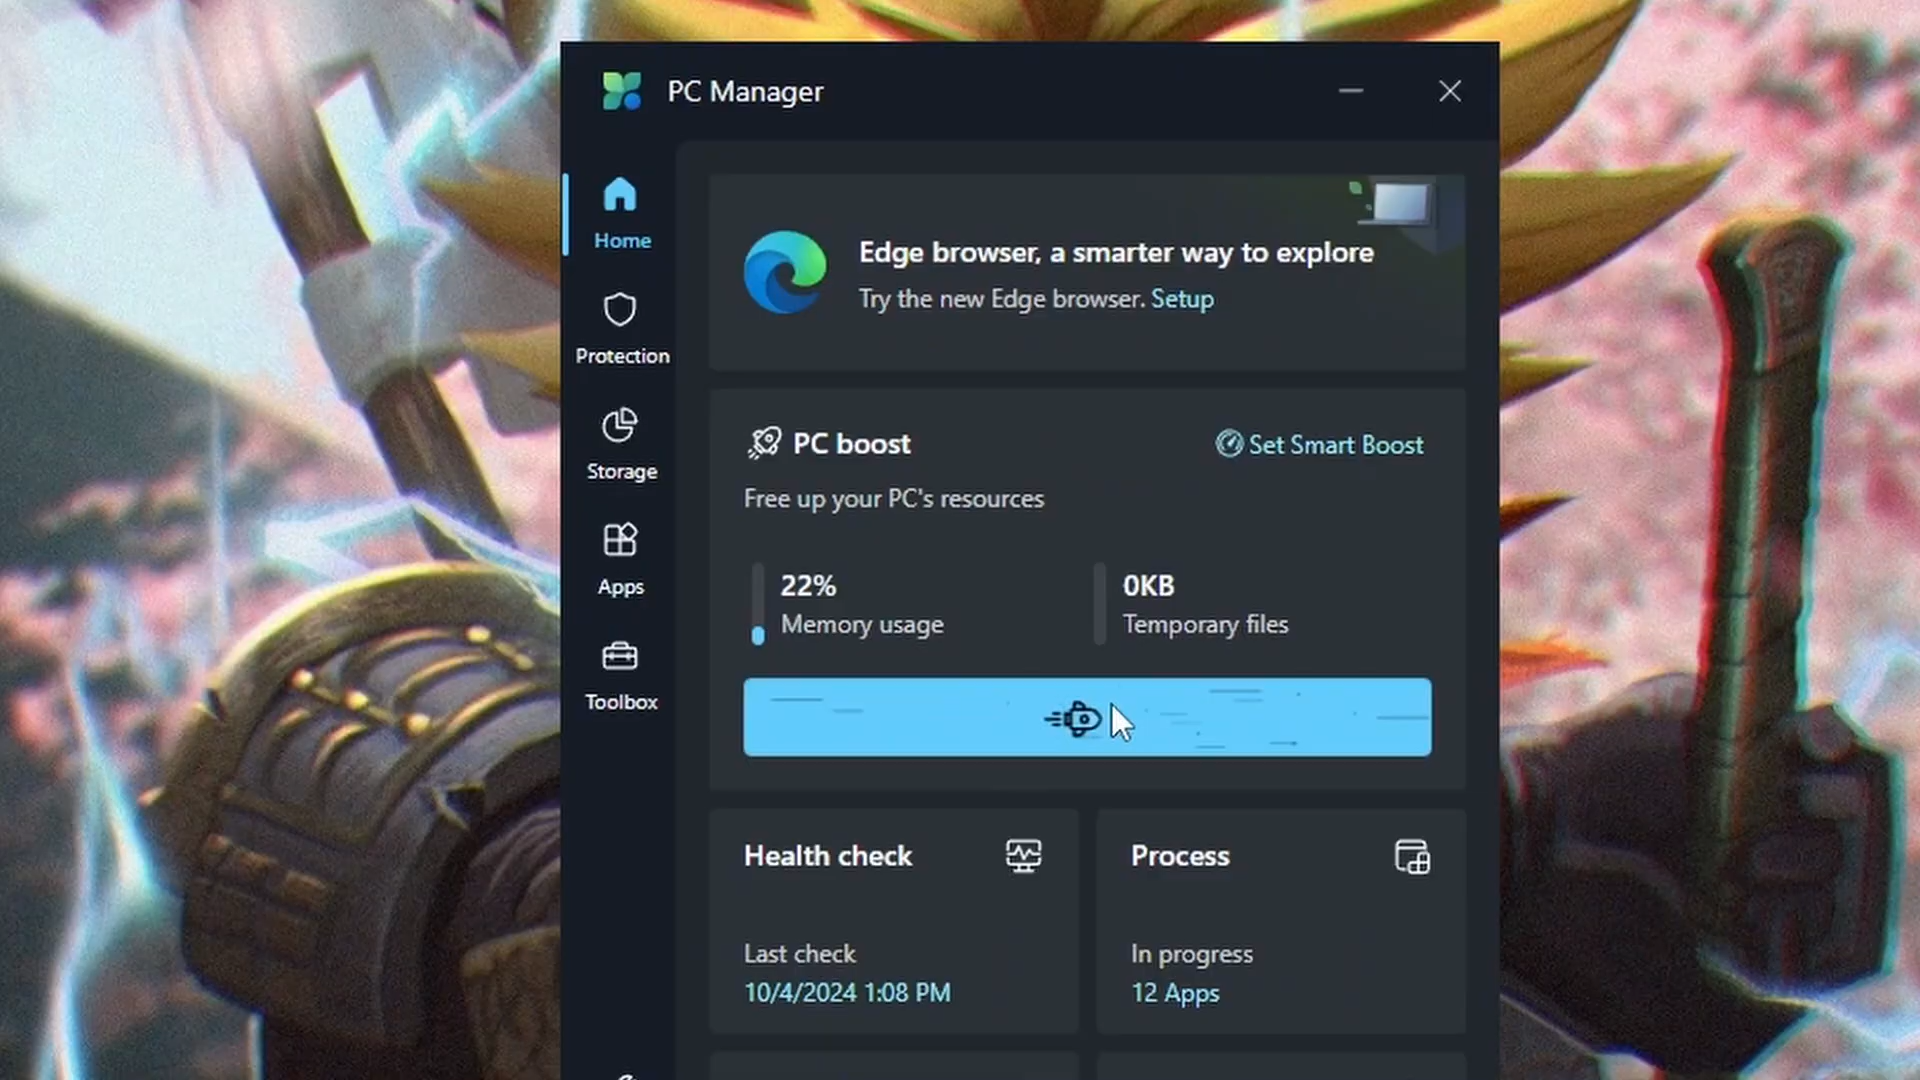 PC Manager
Home
Protection
Storage
Apps
Toolbox
Edge browser, a smarter way to explore
Try the new Edge browser. Setup
PC boost
Set Smart Boost
Free up your PC's resources
22%
Memory usage
0KB
Temporary files
Health check
Last check
10/4/2024 1:08 PM
Process
In progress
12 Apps